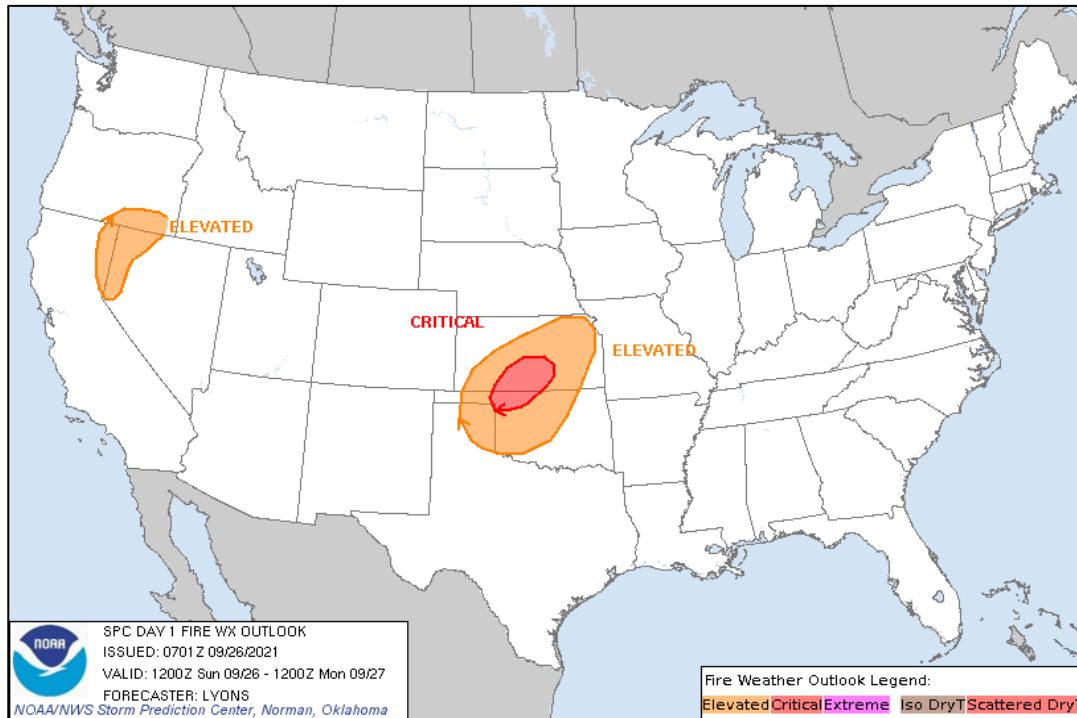 ELEVATED
CRITICAL
ELEVATED
NOAA
SPC DAY 1 FIRE WX OUTLOOK
ISSUED: 0701Z 09/26/2021
VALID: 1200Z Sun 09/26 - 1200Z Mon 09/27
FORECASTER: LYONS
NOAA/NWS Storm Prediction Center, Norman, Oklahoma
Fire Weather Outlook Legend:
Elevated Critical Extreme Iso DryT Scattered DryT